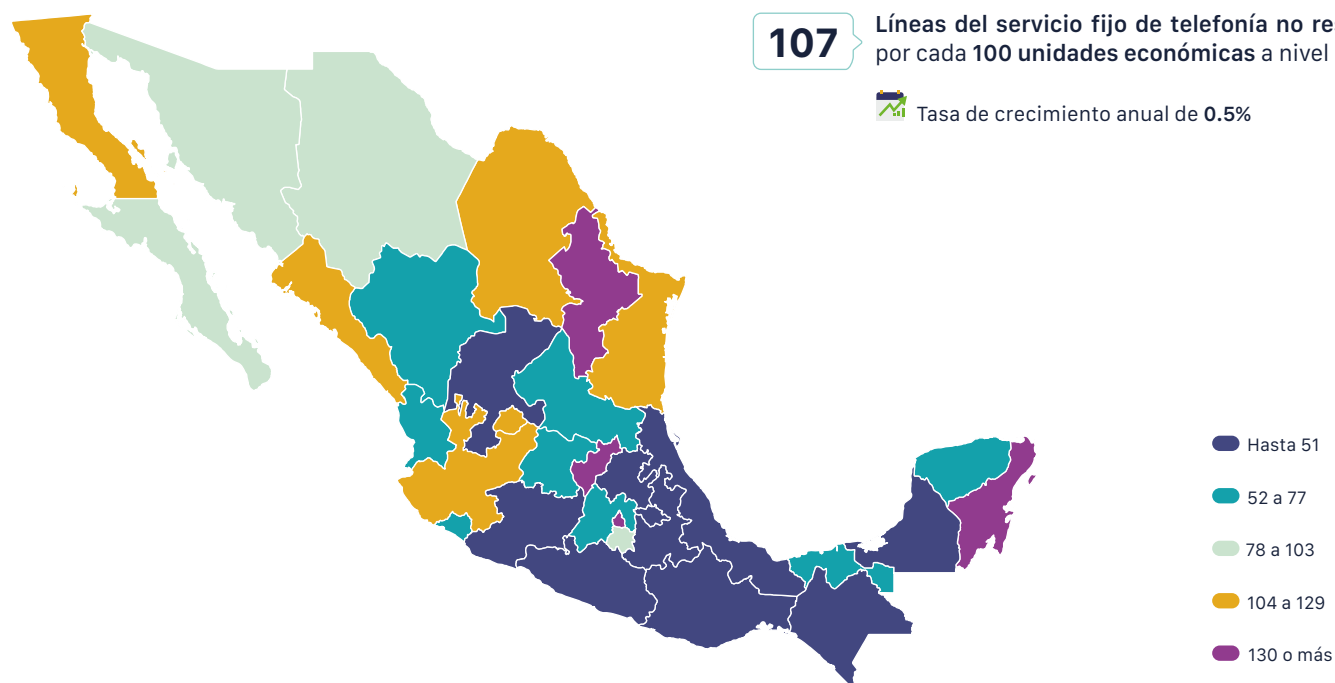 107
Líneas del servicio fijo de telefonía no re
por cada 100 unidades económicas a nivel
Tasa de crecimiento anual de 0.5%
Hasta 51
52 a 77
78 a 103
104 a 129
130 o más